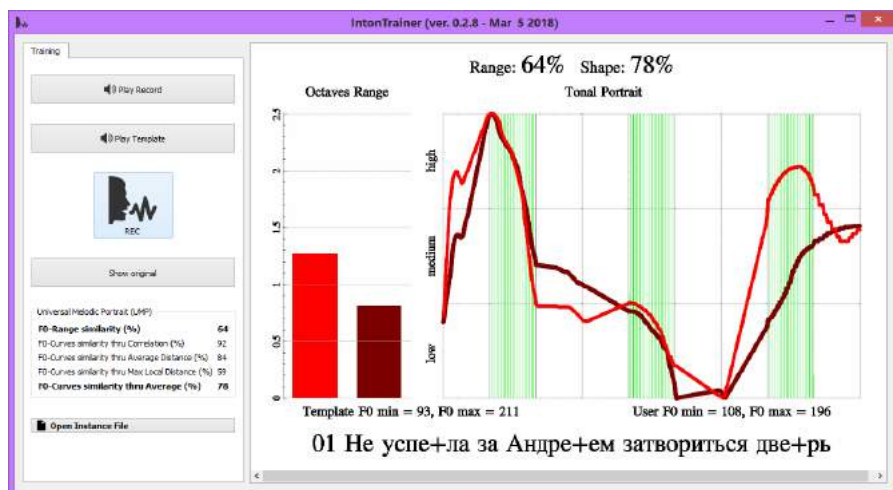 IntonTrainer (ver. 0.2.8 - Mar 5 2018)
Training
Play Record
Play Template
REC
Show original
Universal Melodic Portrait (UMP)
F0-Range similarity (%) 64
F0-Curves similarity thru Correlation (%) 92
F0-Curves similarity thru Average Distance (%) 84
F0-Curves similarity thru Max Local Distance (%) 59
F0-Curves similarity thru Average (%) 78
Open Instance File
Range: 64% Shape: 78%
Octaves Range
Tonal Portrait
2.5
2
1.5
1
0.5
0
high
medium
low
Template F0 min = 93, F0 max = 211
User F0 min = 108, F0 max = 196
01 Не успе+ла за Андре+ем затвориться две+рь